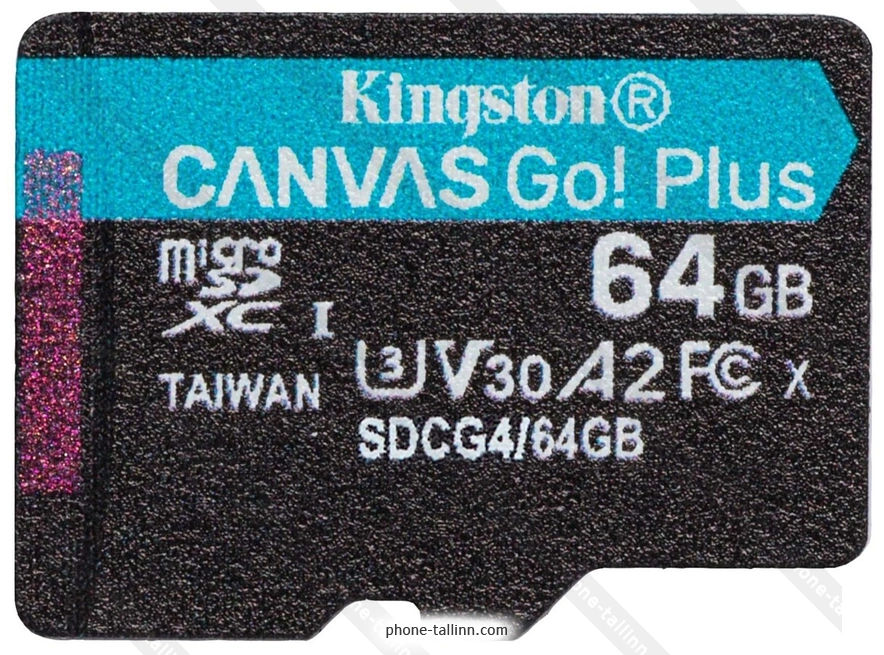 Kingston®
CANVAS Go! Plus
micro
SD
XC I
64GB
TAIWAN
U3 V30 A2 FC X
SDCG4/64GB
phone-tallinn.com